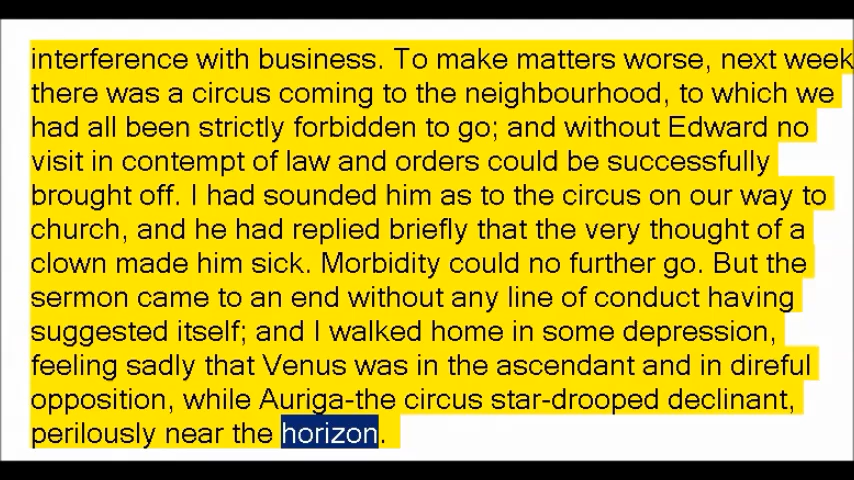 interference with business. To make matters worse, next week
there was a circus coming to the neighbourhood, to which we
had all been strictly forbidden to go; and without Edward no
visit in contempt of law and orders could be successfully
brought off. I had sounded him as to the circus on our way to
church, and he had replied briefly that the very thought of a
clown made him sick. Morbidity could no further go. But the
sermon came to an end without any line of conduct having
suggested itself; and I walked home in some depression,
feeling sadly that Venus was in the ascendant and in direful
opposition, while Auriga-the circus star-drooped declinant,
perilously near the horizon.